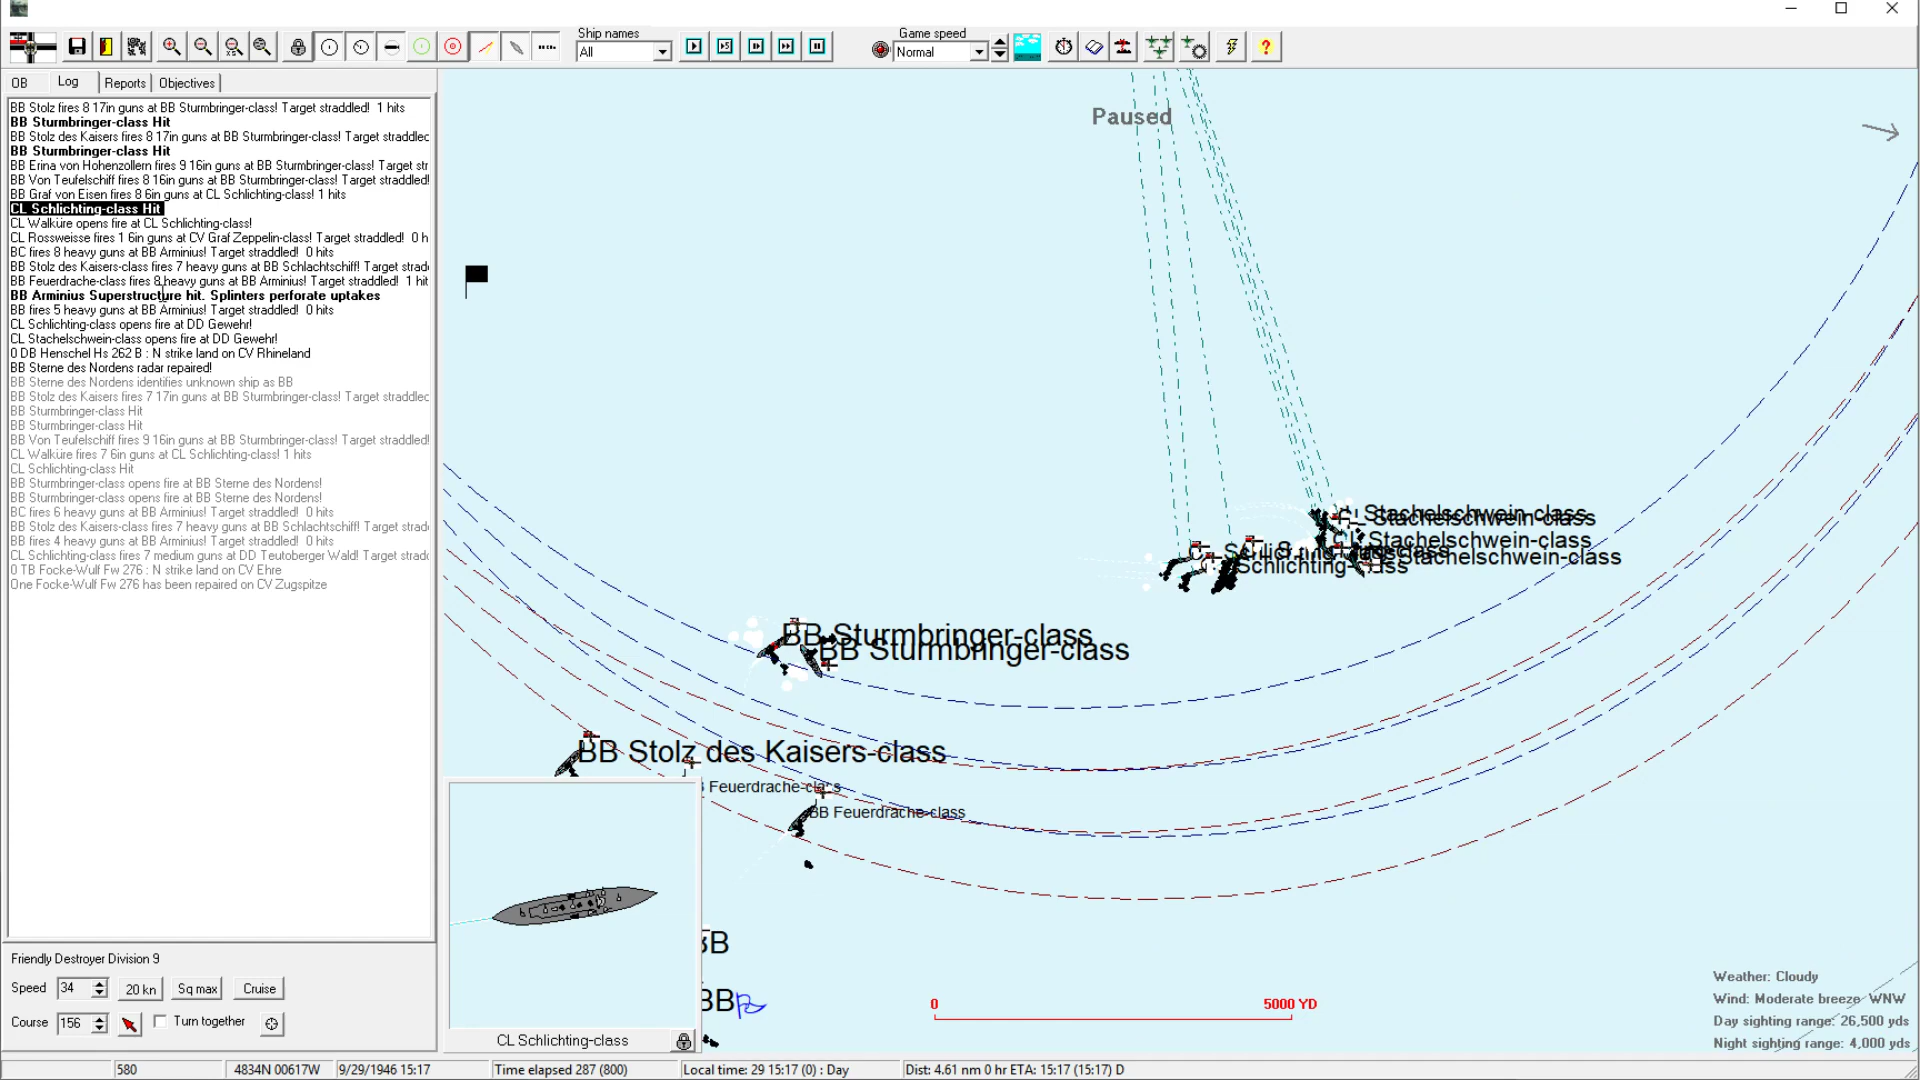 Ship names
All
Game speed
Normal
OB
Log
Reports
Objectives
BB Stolz fires 8 17in guns at BB Sturmbringer-class! Target straddled!  1 hits
BB Sturmbringer-class Hit
BB Stolz des Kaisers fires 8 17in guns at BB Sturmbringer-class! Target straddlec
BB Sturmbringer-class Hit
BB Erina von Hohenzollern fires 9 16in guns at BB Sturmbringer-class! Target str
BB Von Teufelschiff fires 8 16in guns at BB Sturmbringer-class! Target straddled!
BB Graf von Eisen fires 8 6in guns at CL Schlichting-class! 1 hits
CL Schlichting-class Hit
CL Walküre opens fire at CL Schlichting-class!
CL Rossweisse fires 1 6in guns at CV Graf Zeppelin-class! Target straddled!  0 h
BC fires 8 heavy guns at BB Arminius! Target straddled!  0 hits
BB Stolz des Kaisers-class fires 7 heavy guns at BB Schlachtschiff! Target strad
BB Feuerdrache-class fires 8 heavy guns at BB Arminius! Target straddled!  1 hit
BB Arminius Superstructure hit. Splinters perforate uptakes
BB fires 5 heavy guns at BB Arminius! Target straddled!  0 hits
CL Schlichting-class opens fire at DD Gewehr!
CL Stachelschwein-class opens fire at DD Gewehr!
0 DB Henschel Hs 262 B : N strike land on CV Rhineland
BB Sterne des Nordens radar repaired!
BB Sterne des Nordens identifies unknown ship as BB
BB Stolz des Kaisers fires 7 17in guns at BB Sturmbringer-class! Target straddlec
BB Sturmbringer-class Hit
BB Sturmbringer-class Hit
BB Von Teufelschiff fires 9 16in guns at BB Sturmbringer-class! Target straddled!
CL Walküre fires 7 6in guns at CL Schlichting-class! 1 hits
CL Schlichting-class Hit
BB Sturmbringer-class opens fire at BB Sterne des Nordens!
BB Sturmbringer-class opens fire at BB Sterne des Nordens!
BC fires 6 heavy guns at BB Arminius! Target straddled!  0 hits
BB Stolz des Kaisers-class fires 7 heavy guns at BB Schlachtschiff! Target strad
BB fires 4 heavy guns at BB Arminius! Target straddled!  0 hits
CL Schlichting-class fires 7 medium guns at DD Teutoberger Wald! Target stradc
0 TB Focke-Wulf Fw 276 : N strike land on CV Ehre
One Focke-Wulf Fw 276 has been repaired on CV Zugspitze
Paused
Stachelschwein-class
Stachelschwein-class
CL Stachelschwein-class
Stachelschwein-class
Schlichting-class
BB Sturmbringer-class
BB Sturmbringer-class
BB Stolz des Kaisers-class
Feuerdrache-class
BB Feuerdrache-class
BB
BB
0
5000 YD
Weather: Cloudy
Wind: Moderate breeze  WNW
Day sighting range: 26,500 yds
Night sighting range: 4,000 yds
CL Schlichting-class
Friendly Destroyer Division 9
Speed
34
20 kn
Sq max
Cruise
Course
156
Turn together
580
4834N 00617W
9/29/1946 15:17
Time elapsed 287 (800)
Local time: 29 15:17 (0) : Day
Dist: 4.61 nm 0 hr ETA: 15:17 (15:17) D